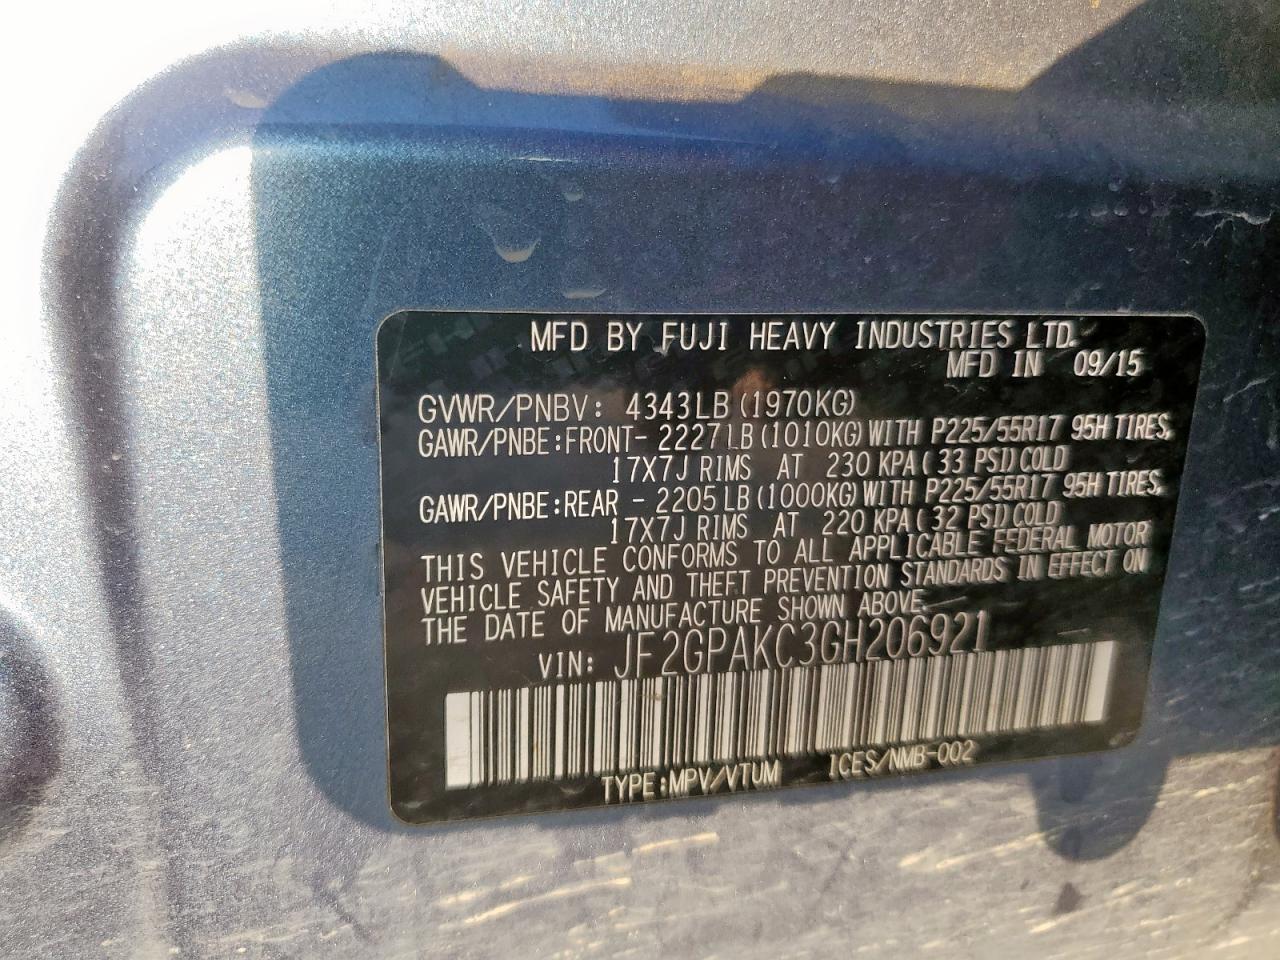 MFD BY FUJI HEAVY INDUSTRIES LTD.
MFD IN 09/15
GVWR/PNBV: 4343LB (1970KG)
GAWR/PNBE:FRONT- 2227LB (1010KG) WITH P225/55R17 95H TIRES,
17X7J RIMS AT 230 KPA ( 33 PSI) COLD
GAWR/PNBE:REAR - 2205LB (1000KG) WITH P225/55R17 95H TIRES,
17X7J RIMS AT 220 KPA ( 32 PSI) COLD
THIS VEHICLE CONFORMS TO ALL APPLICABLE FEDERAL MOTOR
VEHICLE SAFETY AND THEFT PREVENTION STANDARDS IN EFFECT ON
THE DATE OF MANUFACTURE SHOWN ABOVE.
VIN: JF2GPAKC3GH206921
TYPE:MPV/VTUM ICES/NMB-002